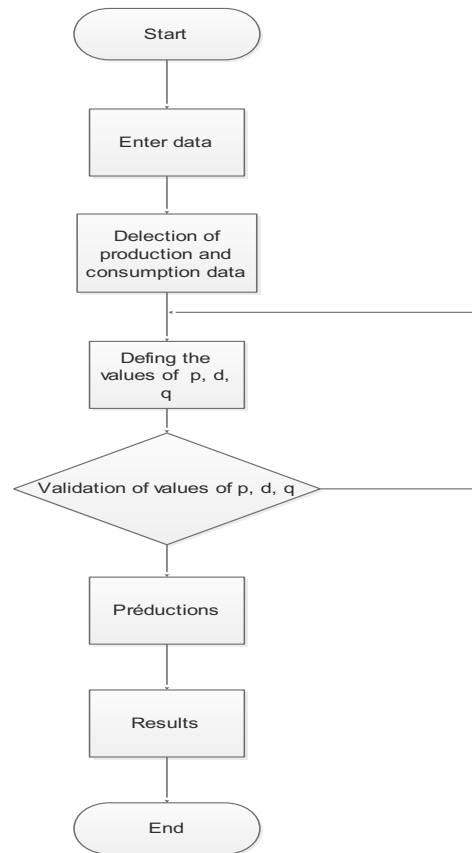 Start
Enter data
Delection of
production and
consumption data
Defing the
values of p, d,
q
Validation of values of p, d, q
Préductions
Results
End